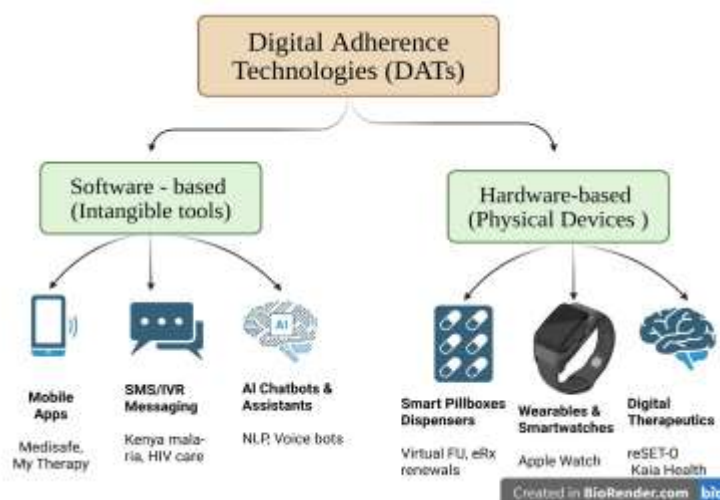 Digital Adherence
Technologies (DATs)
Software - based
(Intangible tools)
Hardware-based
(Physical Devices )
AI
Mobile
Apps
Medisafe,
My Therapy
SMS/IVR
Messaging
Kenya mala-
ria, HIV care
AI Chatbots &
Assistants
NLP, Voice bots
Smart Pillboxes
Dispensers
Virtual FU, eRx
renewals
Wearables &
Smartwatches
Apple Watch
Digital
Therapeutics
reSET-O
Kaia Health
Created in BioRender.com
bio